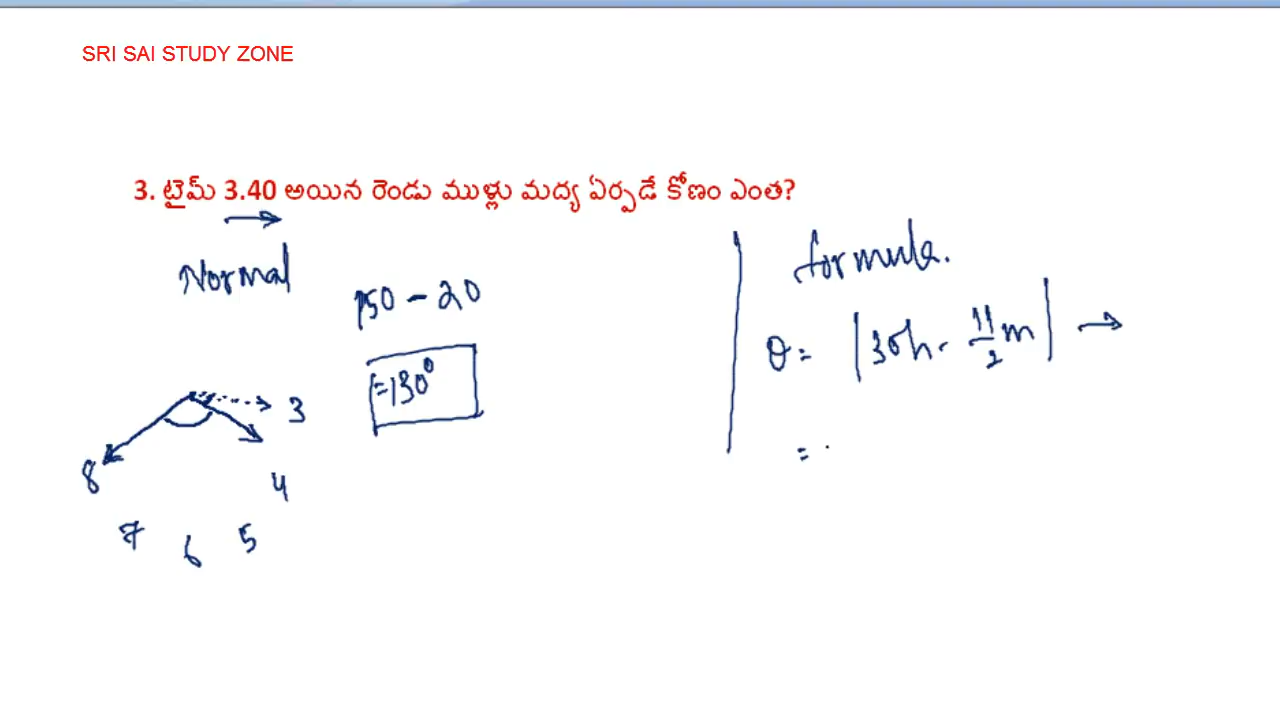 SRI SAI STUDY ZONE
3. టైమ్ 3.40 అయిన రెండు ముళ్లు మధ్య ఏర్పడే కోణం ఎంత?
Normal
150 - 20
=130°
3
8
4
7
6
5
formula.
θ = |30h - 11/2 m| →
=